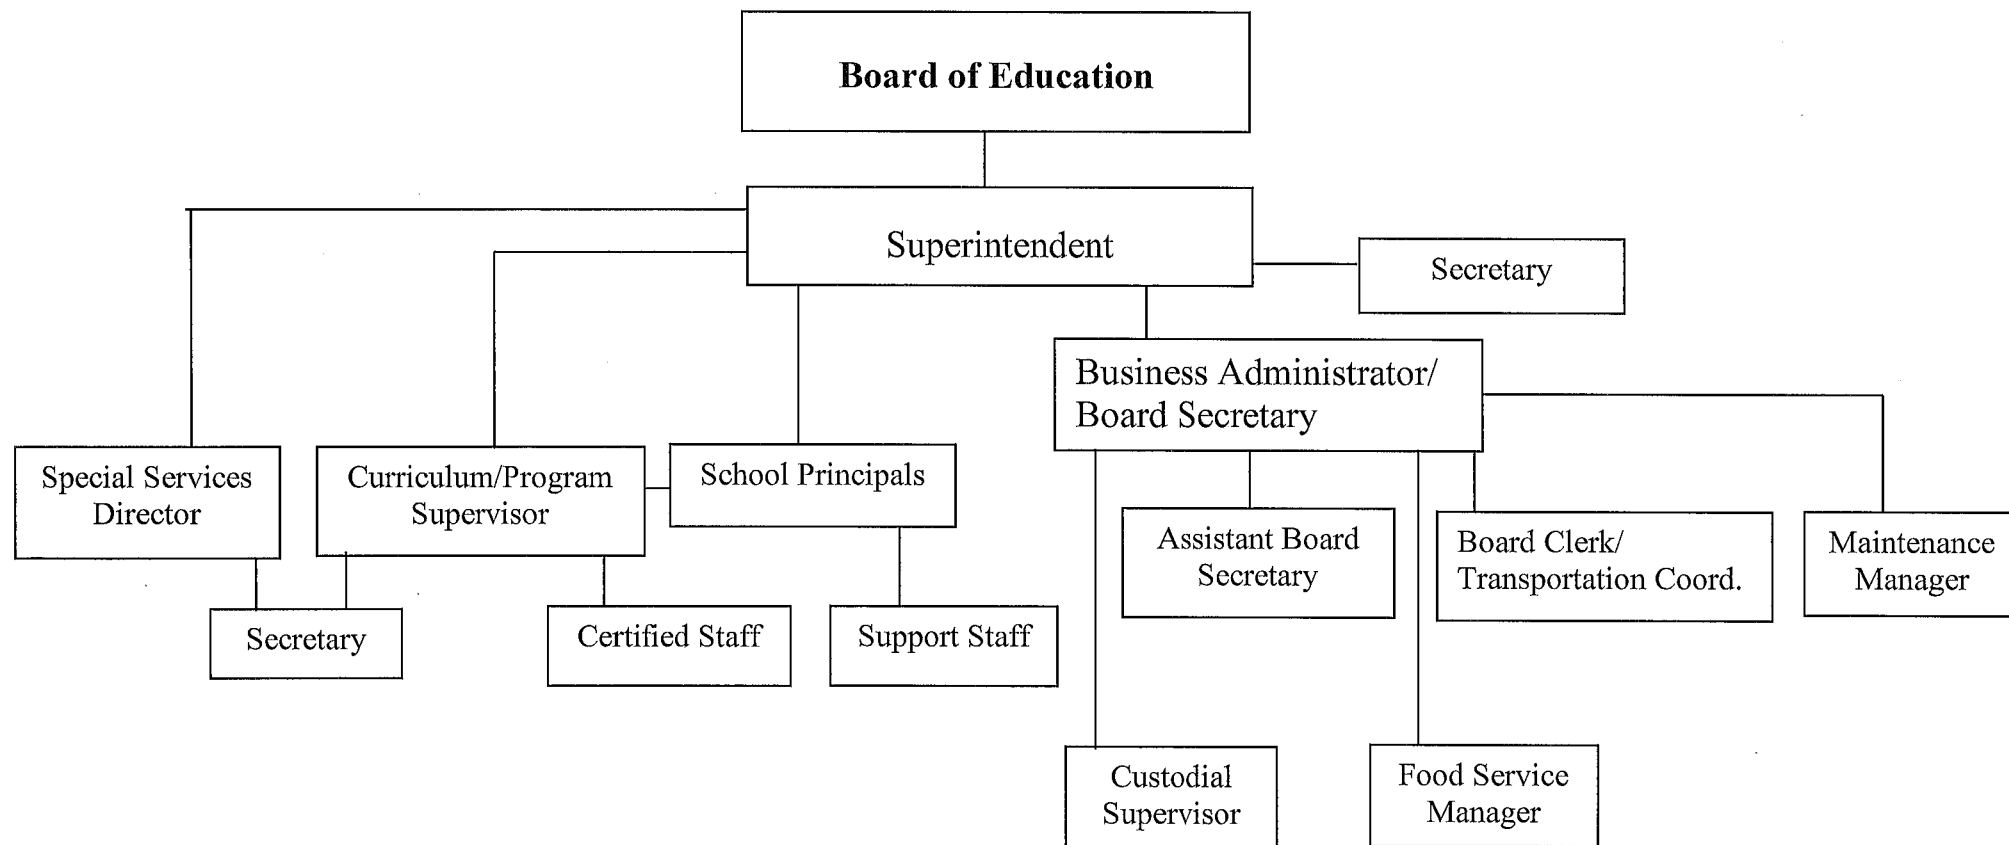 Board of Education
Superintendent
Secretary
Business Administrator/
Board Secretary
Special Services
Director
Curriculum/Program
Supervisor
School Principals
Assistant Board
Secretary
Board Clerk/
Transportation Coord.
Maintenance
Manager
Secretary
Certified Staff
Support Staff
Custodial
Supervisor
Food Service
Manager